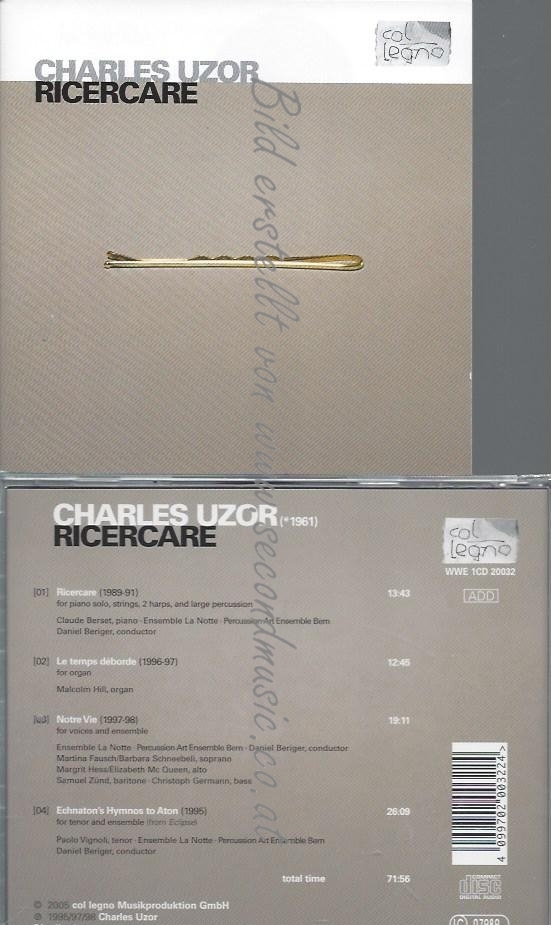 col
legno
CHARLES UZOR
RICERCARE
Bild erstellt von www.secondmusic.co.at
CHARLES UZOR (*1961)
RICERCARE
col
legno
WWE 1CD 20032
ADD
[01] Ricercare (1989-91) 13:43
for piano solo, strings, 2 harps, and large percussion
Claude Berset, piano · Ensemble La Notte · Percussion Art Ensemble Bern
Daniel Beriger, conductor
[02] Le temps déborde (1996-97) 12:45
for organ
Malcolm Hill, organ
[03] Notre Vie (1997-98) 19:11
for voices and ensemble
Ensemble La Notte · Percussion Art Ensemble Bern · Daniel Beriger, conductor
Martina Fausch/Barbara Schneebeli, soprano
Margrit Hess/Elizabeth Mc Queen, alto
Samuel Zünd, baritone · Christoph Germann, bass
[04] Echnaton's Hymnos to Aton (1995) 26:09
for tenor and ensemble (from Eclipse)
Paolo Vignoli, tenor · Ensemble La Notte · Percussion Art Ensemble Bern
Daniel Beriger, conductor
total time 71:56
4 099702 003224 >
COMPACT
disc
DIGITAL AUDIO
© 2005 col legno Musikproduktion GmbH
℗ 1995/97/98 Charles Uzor
LC 07989